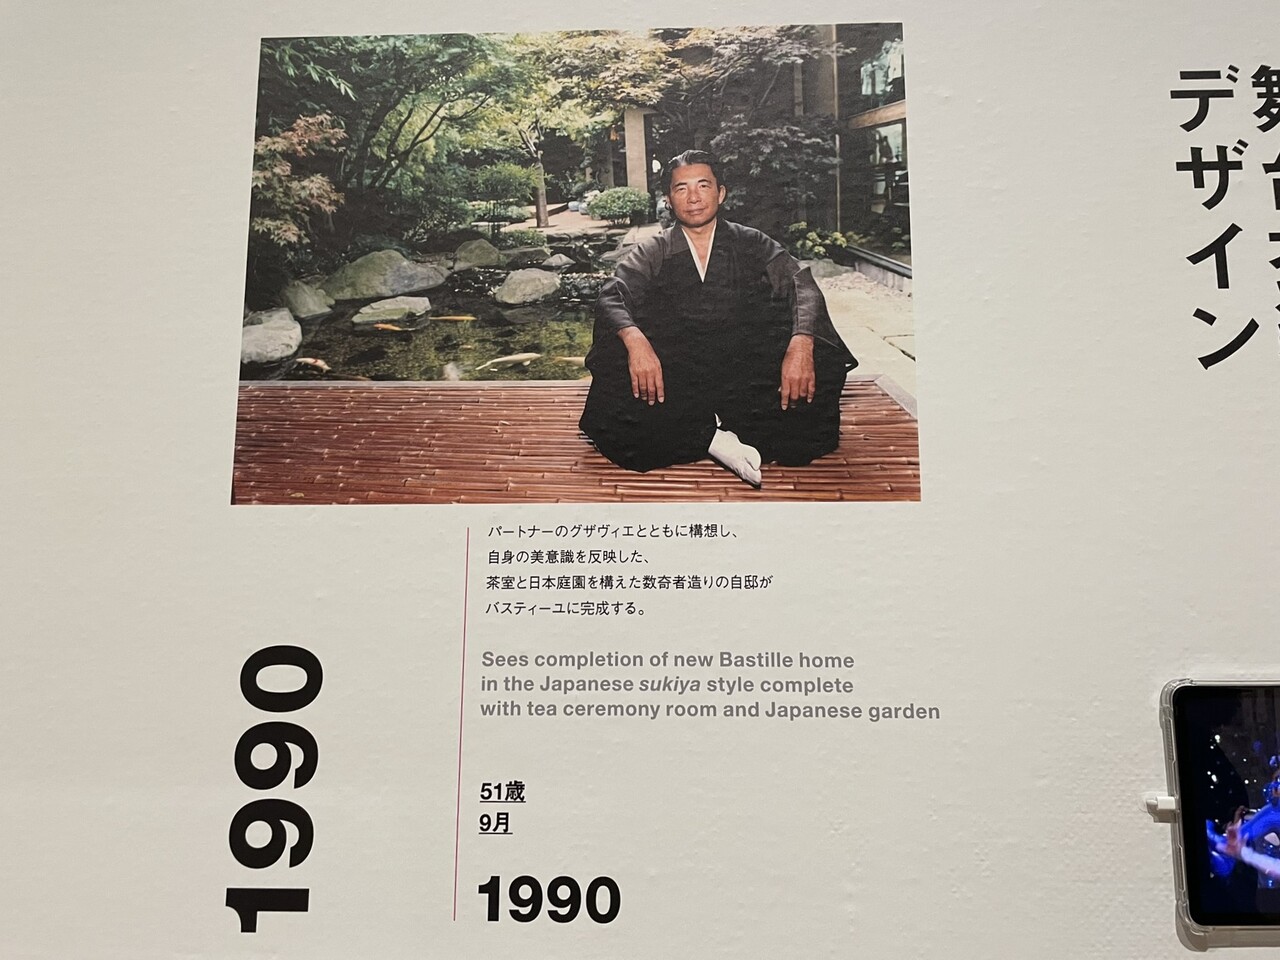 デザイン
パートナーのグザヴィエとともに構想し、
自身の美意識を反映した、
茶室と日本庭園を構えた数奇者造りの自邸が
バスティーユに完成する。
Sees completion of new Bastille home
in the Japanese sukiya style complete
with tea ceremony room and Japanese garden
51歳
9月
1990
1990